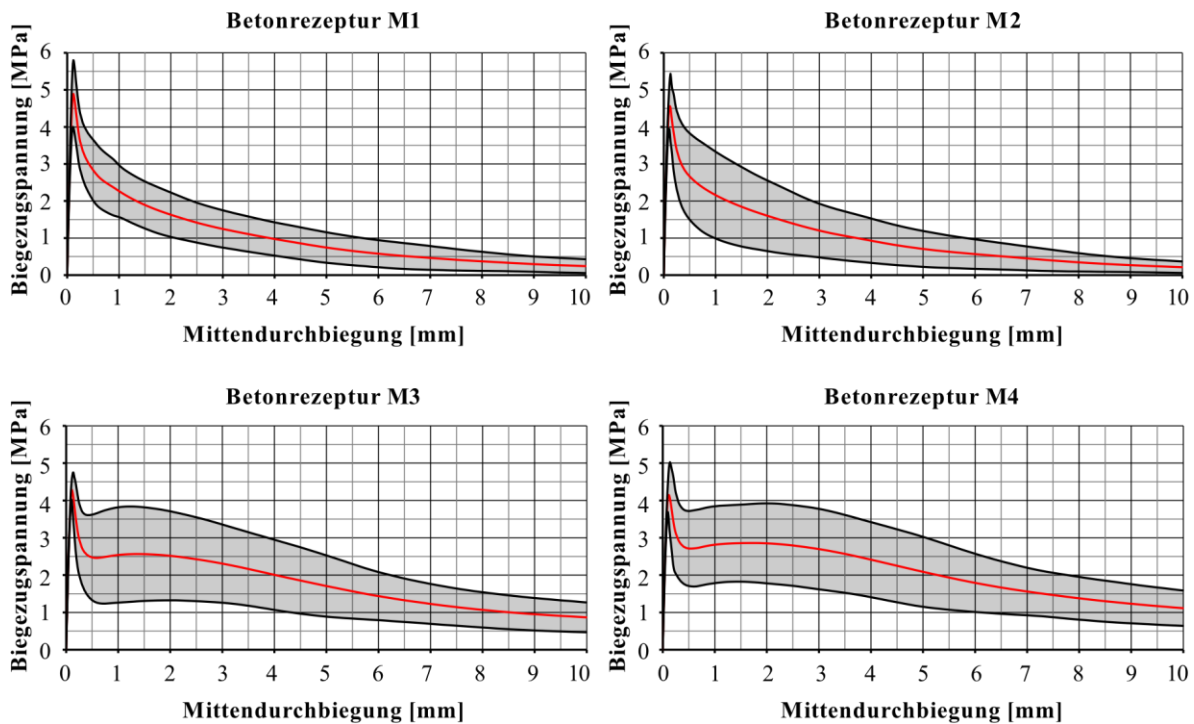 Betonrezeptur M1
Biegezugspannung [MPa]
6
5
4
3
2
1
0
0 1 2 3 4 5 6 7 8 9 10
Mittendurchbiegung [mm]
Betonrezeptur M2
Biegezugspannung [MPa]
6
5
4
3
2
1
0
0 1 2 3 4 5 6 7 8 9 10
Mittendurchbiegung [mm]
Betonrezeptur M3
Biegezugspannung [MPa]
6
5
4
3
2
1
0
0 1 2 3 4 5 6 7 8 9 10
Mittendurchbiegung [mm]
Betonrezeptur M4
Biegezugspannung [MPa]
6
5
4
3
2
1
0
0 1 2 3 4 5 6 7 8 9 10
Mittendurchbiegung [mm]